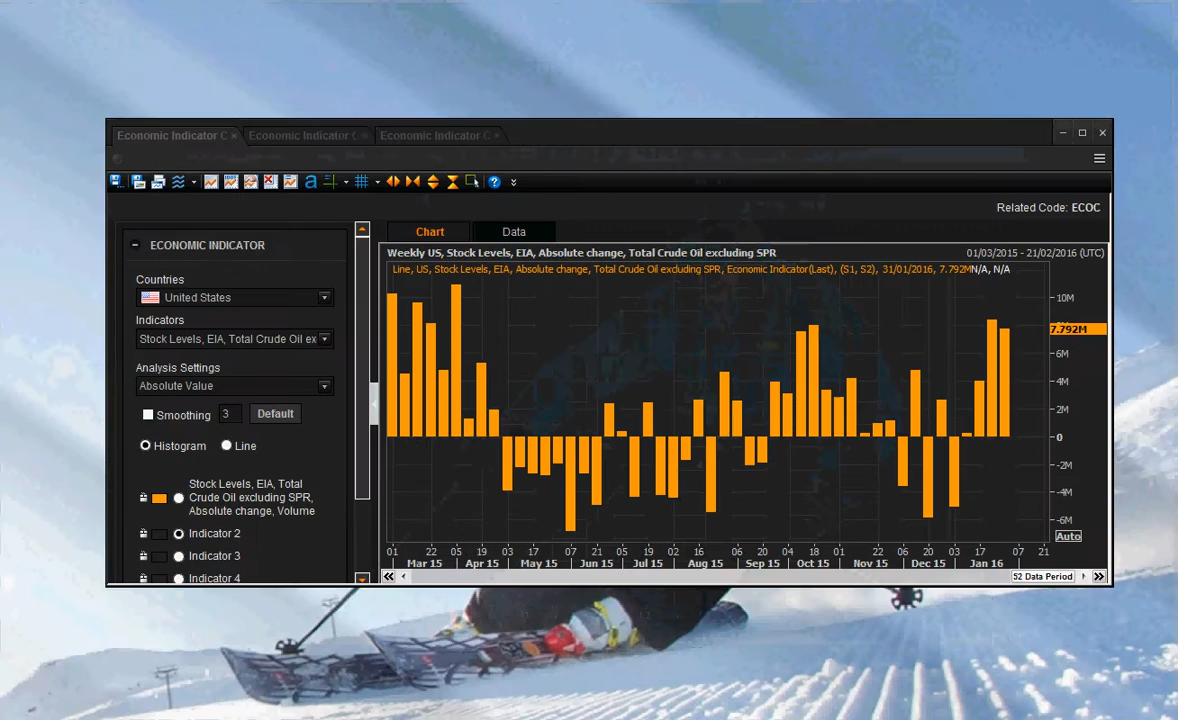 Economic Indicator C × Economic Indicator C × Economic Indicator C ×
Related Code: ECOC
ECONOMIC INDICATOR
Countries
United States
Indicators
Stock Levels, EIA, Total Crude Oil ex
Analysis Settings
Absolute Value
Smoothing 3 Default
Histogram Line
Stock Levels, EIA, Total
Crude Oil excluding SPR,
Absolute change, Volume
Indicator 2
Indicator 3
Indicator 4
Chart Data
Weekly US, Stock Levels, EIA, Absolute change, Total Crude Oil excluding SPR 01/03/2015 - 21/02/2016 (UTC)
Line, US, Stock Levels, EIA, Absolute change, Total Crude Oil excluding SPR, Economic Indicator(Last), (S1, S2), 31/01/2016, 7.792MN/A, N/A
10M
7.792M
6M
4M
2M
0
-2M
-4M
-6M
Auto
01 22 05 19 03 17 07 21 05 19 02 16 06 20 04 18 01 22 06 20 03 17 07 21
Mar 15 Apr 15 May 15 Jun 15 Jul 15 Aug 15 Sep 15 Oct 15 Nov 15 Dec 15 Jan 16
52 Data Period